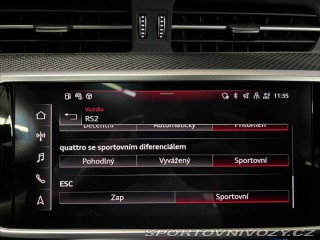 11:35
Vozidlo
RS2
Decentní Automaticky Přítomen
quattro se sportovním diferenciálem
Pohodlný Vyvážený Sportovní
ESC
Zap Sportovní
SPORTOVNIVOZY.CZ